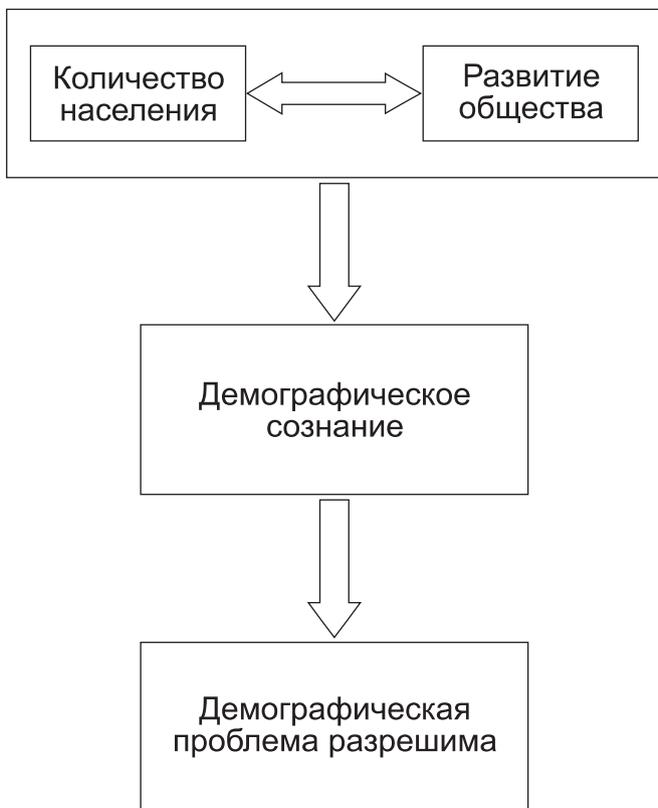 Количество
населения
Развитие
общества
Демографическое
сознание
Демографическая
проблема разрешима